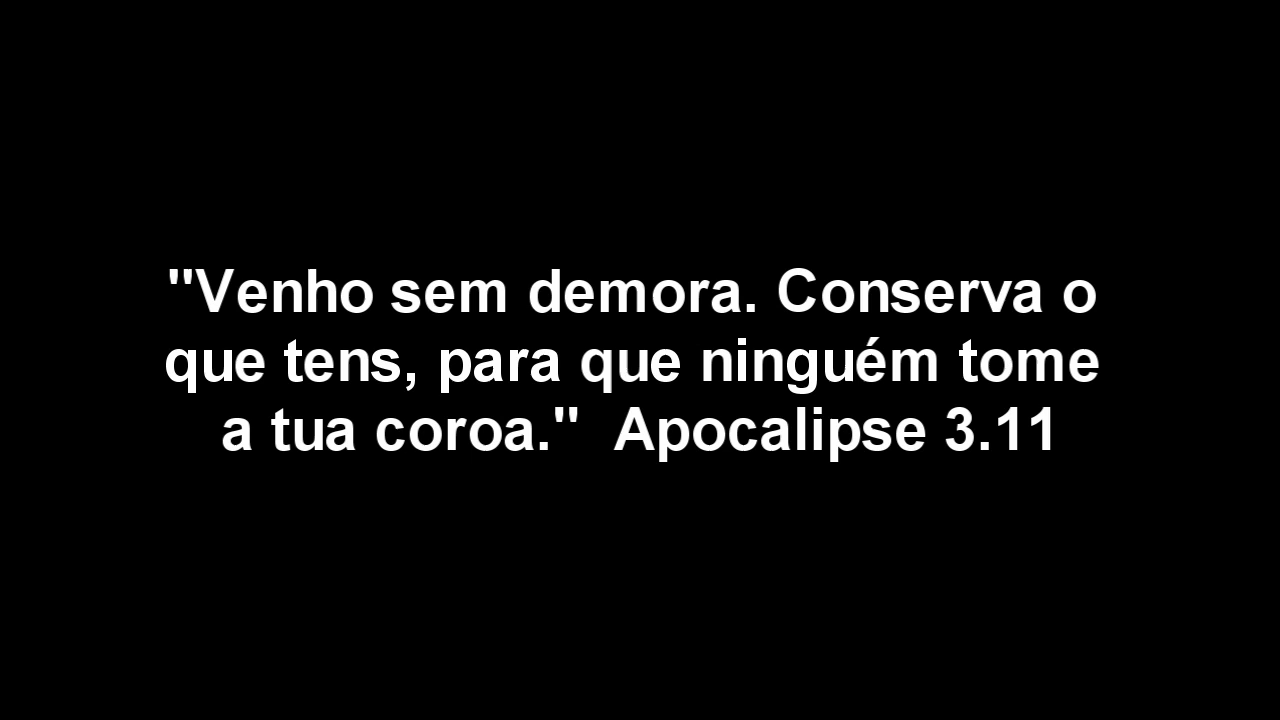 "Venho sem demora. Conserva o
que tens, para que ninguém tome
a tua coroa."  Apocalipse 3.11